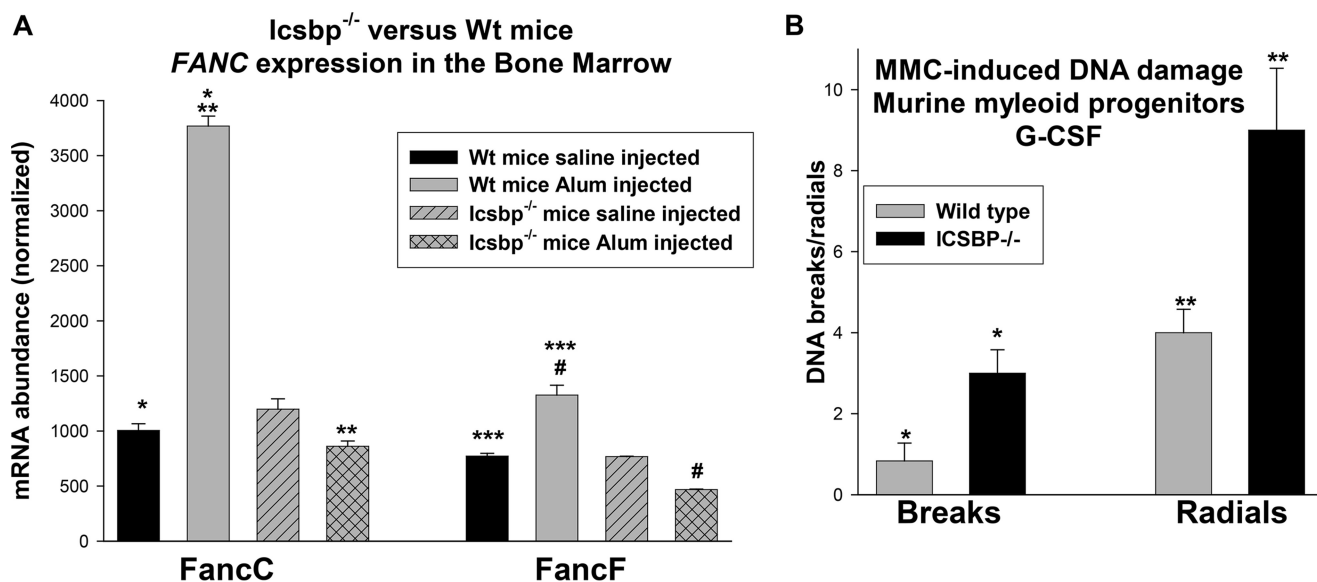 A
Icsbp-/- versus Wt mice
FANC expression in the Bone Marrow
mRNA abundance (normalized)
4000
3500
3000
2500
2000
1500
1000
500
0
*
**
*
**
***
#
***
#
Wt mice saline injected
Wt mice Alum injected
Icsbp-/- mice saline injected
Icsbp-/- mice Alum injected
FancC
FancF
B
MMC-induced DNA damage
Murine myleoid progenitors
G-CSF
DNA breaks/radials
10
8
6
4
2
0
**
**
*
*
Wild type
ICSBP-/-
Breaks
Radials